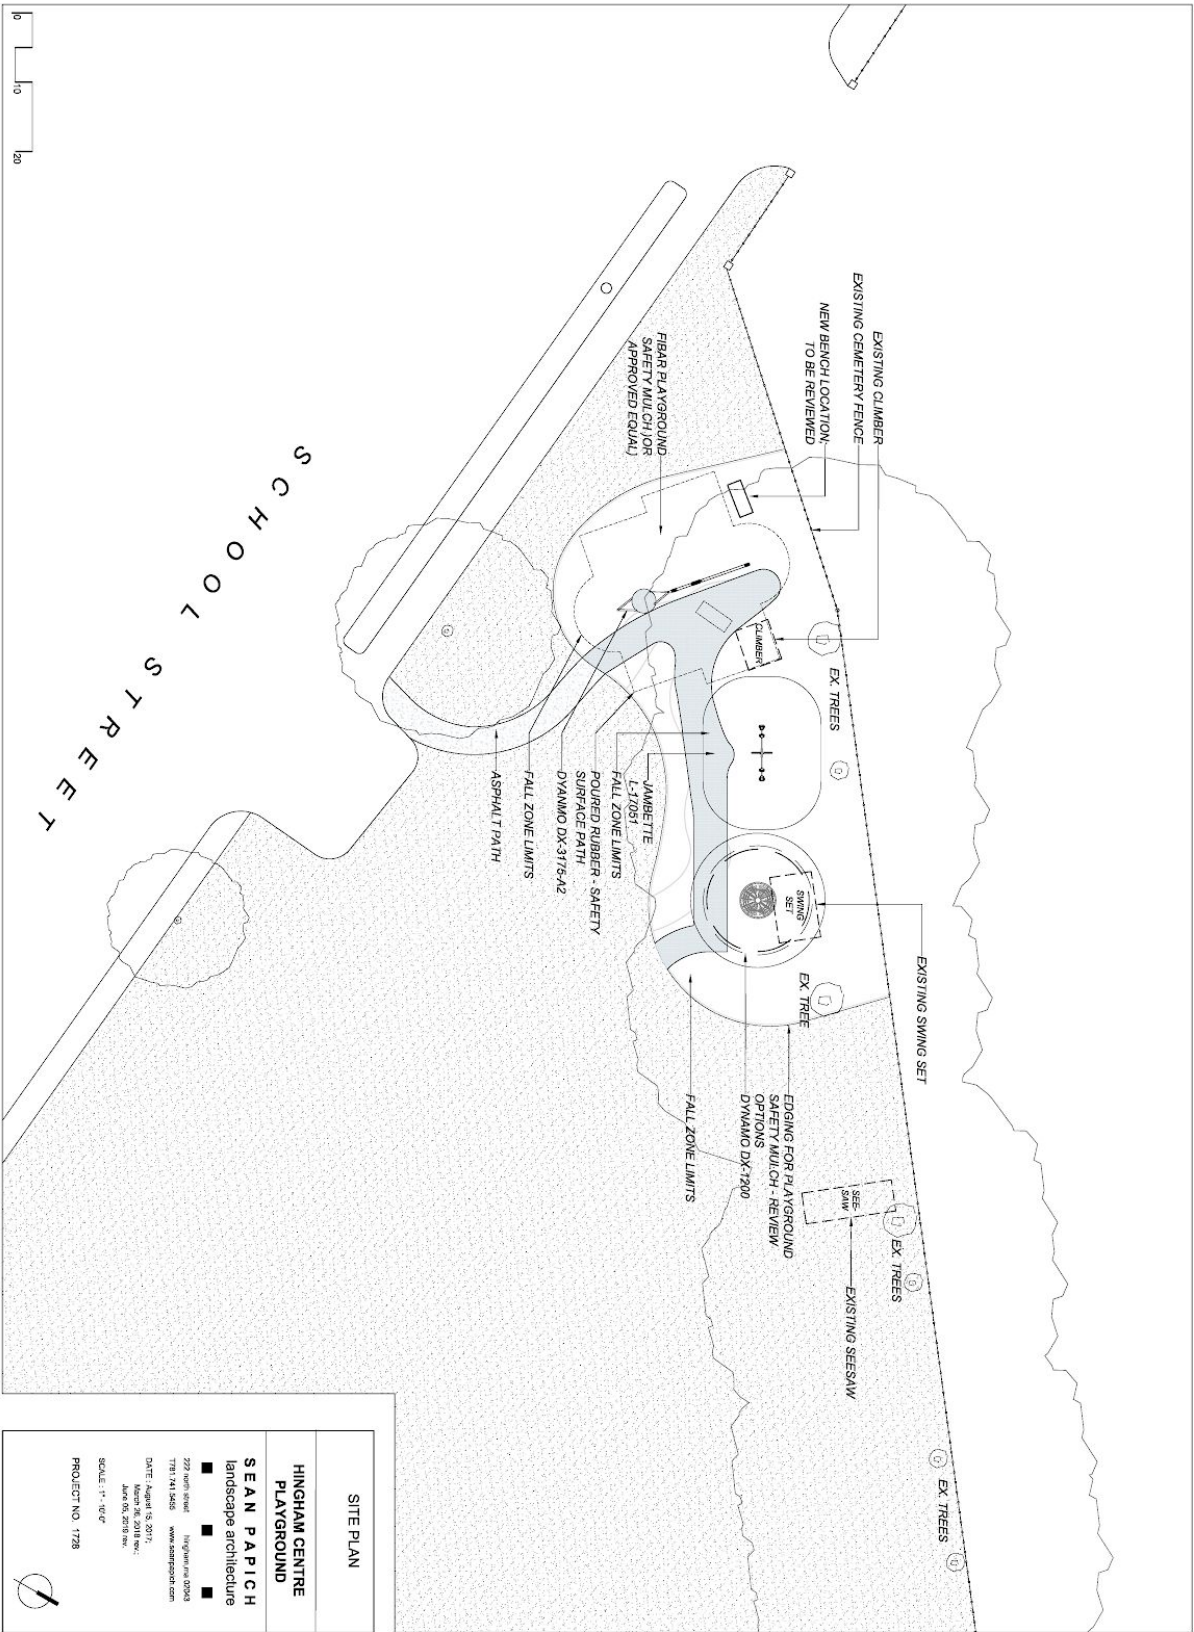 EXISTING CLIMBER
EXISTING CEMETERY FENCE
NEW BENCH LOCATION,
TO BE REVIEWED
FIBAR PLAYGROUND
SAFETY MULCH )OR
APPROVED EQUAL)
SCHOOL STREET
CLIMBER
EX. TREES
JAMBETTE
L-17051
FALL ZONE LIMITS
POURED RUBBER - SAFETY
SURFACE PATH
DYANMO DX-3176-A2
FALL ZONE LIMITS
ASPHALT PATH
SWING
SET
EXISTING SWING SET
EX. TREE
EDGING FOR PLAYGROUND
SAFETY MULCH - REVIEW
OPTIONS
DYNAMO DX-1200
FALL ZONE LIMITS
SEE-
SAW
EX. TREES
EXISTING SEESAW
EX. TREES
0
10
20
SITE PLAN
HINGHAM CENTRE
PLAYGROUND
SEAN PAPICH
landscape architecture
222 north street hingham, ma 02043
T781.741.5455 www.seanpapich.com
DATE : August 15, 2017;
March 26, 2018 rev.;
June 05, 2019 rev.
SCALE : 1" - 10'-0"
PROJECT NO. 1728